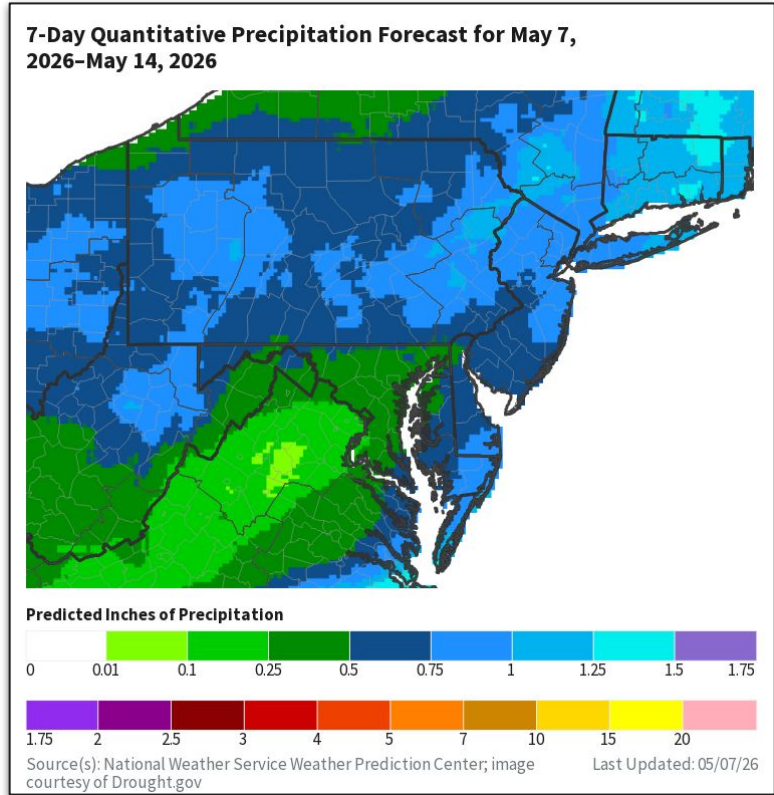 7-Day Quantitative Precipitation Forecast for May 7,
2026–May 14, 2026
Predicted Inches of Precipitation
0 0.01 0.1 0.25 0.5 0.75 1 1.25 1.5 1.75
1.75 2 2.5 3 4 5 7 10 15 20
Source(s): National Weather Service Weather Prediction Center; image
courtesy of Drought.gov
Last Updated: 05/07/26